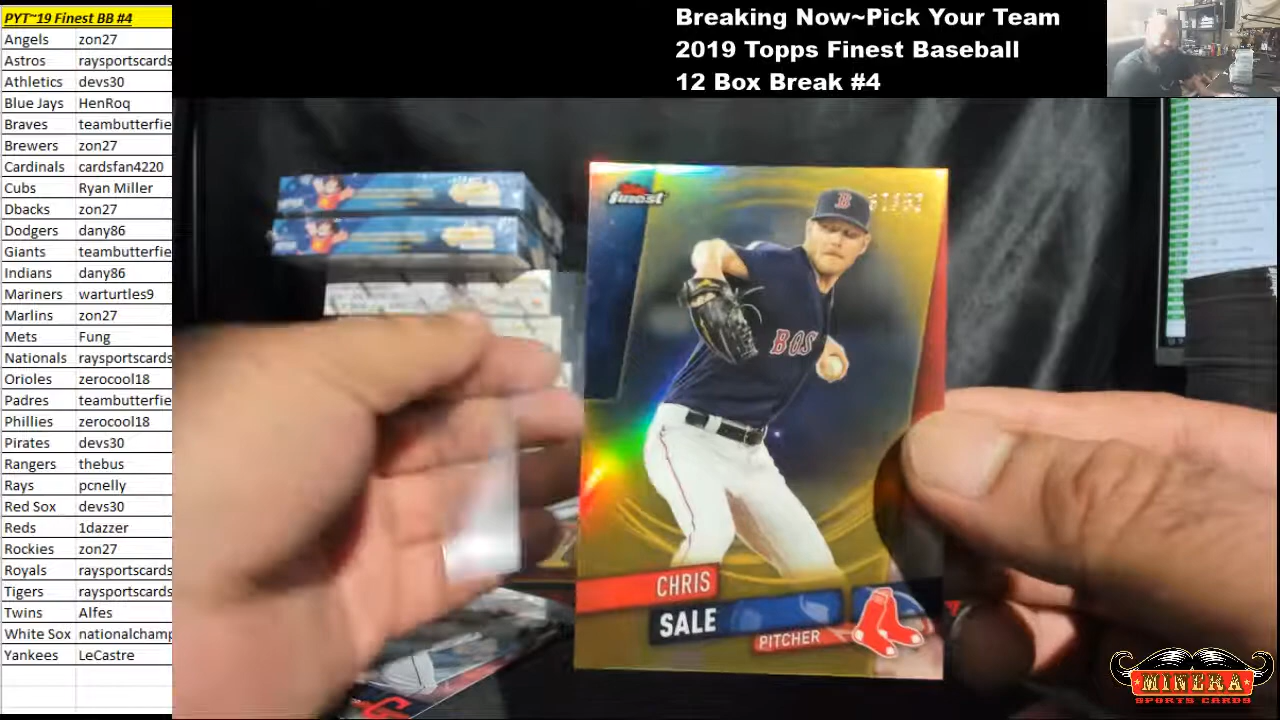 PYT~19 Finest BB #4
Angels zon27
Astros raysportscards
Athletics devs30
Blue Jays HenRoq
Braves teambutterfie
Brewers zon27
Cardinals cardsfan4220
Cubs Ryan Miller
Dbacks zon27
Dodgers dany86
Giants teambutterfie
Indians dany86
Mariners warturtles9
Marlins zon27
Mets Fung
Nationals raysportscards
Orioles zerocool18
Padres teambutterfie
Phillies zerocool18
Pirates devs30
Rangers thebus
Rays pcnelly
Red Sox devs30
Reds 1dazzer
Rockies zon27
Royals raysportscards
Tigers raysportscards
Twins Alfes
White Sox nationalchamp
Yankees LeCastre
Breaking Now~Pick Your Team
2019 Topps Finest Baseball
12 Box Break #4
finest
B
BOS
CHRIS
SALE
PITCHER
MINERA
SPORTS CARDS